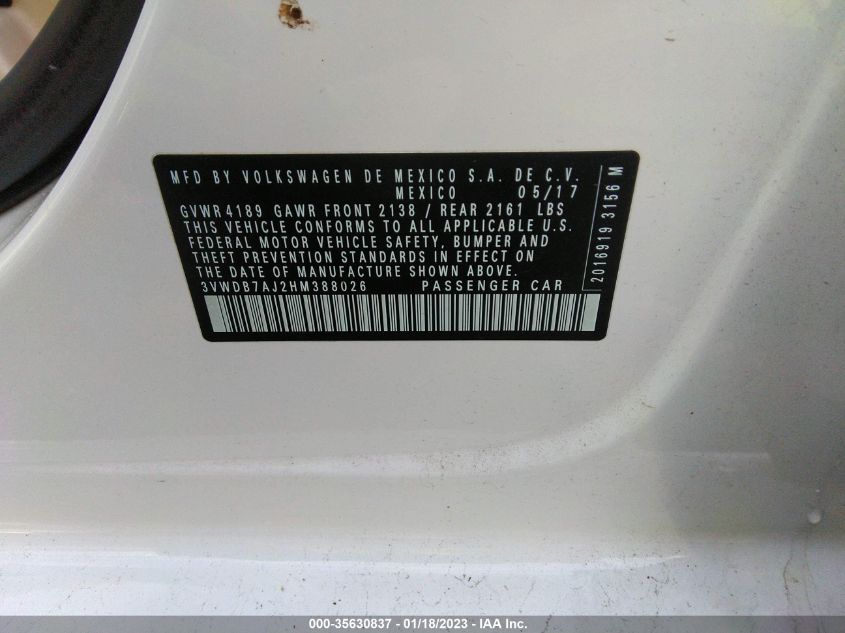 MFD BY VOLKSWAGEN DE MEXICO S.A. DE C.V.
MEXICO 05/17
GVWR 4189 GAWR FRONT 2138 / REAR 2161 LBS
THIS VEHICLE CONFORMS TO ALL APPLICABLE U.S.
FEDERAL MOTOR VEHICLE SAFETY, BUMPER AND
THEFT PREVENTION STANDARDS IN EFFECT ON
THE DATE OF MANUFACTURE SHOWN ABOVE.
3VWDB7AJ2HM388026 PASSENGER CAR
2016919 3156 M
000-35630837 - 01/18/2023 - IAA Inc.